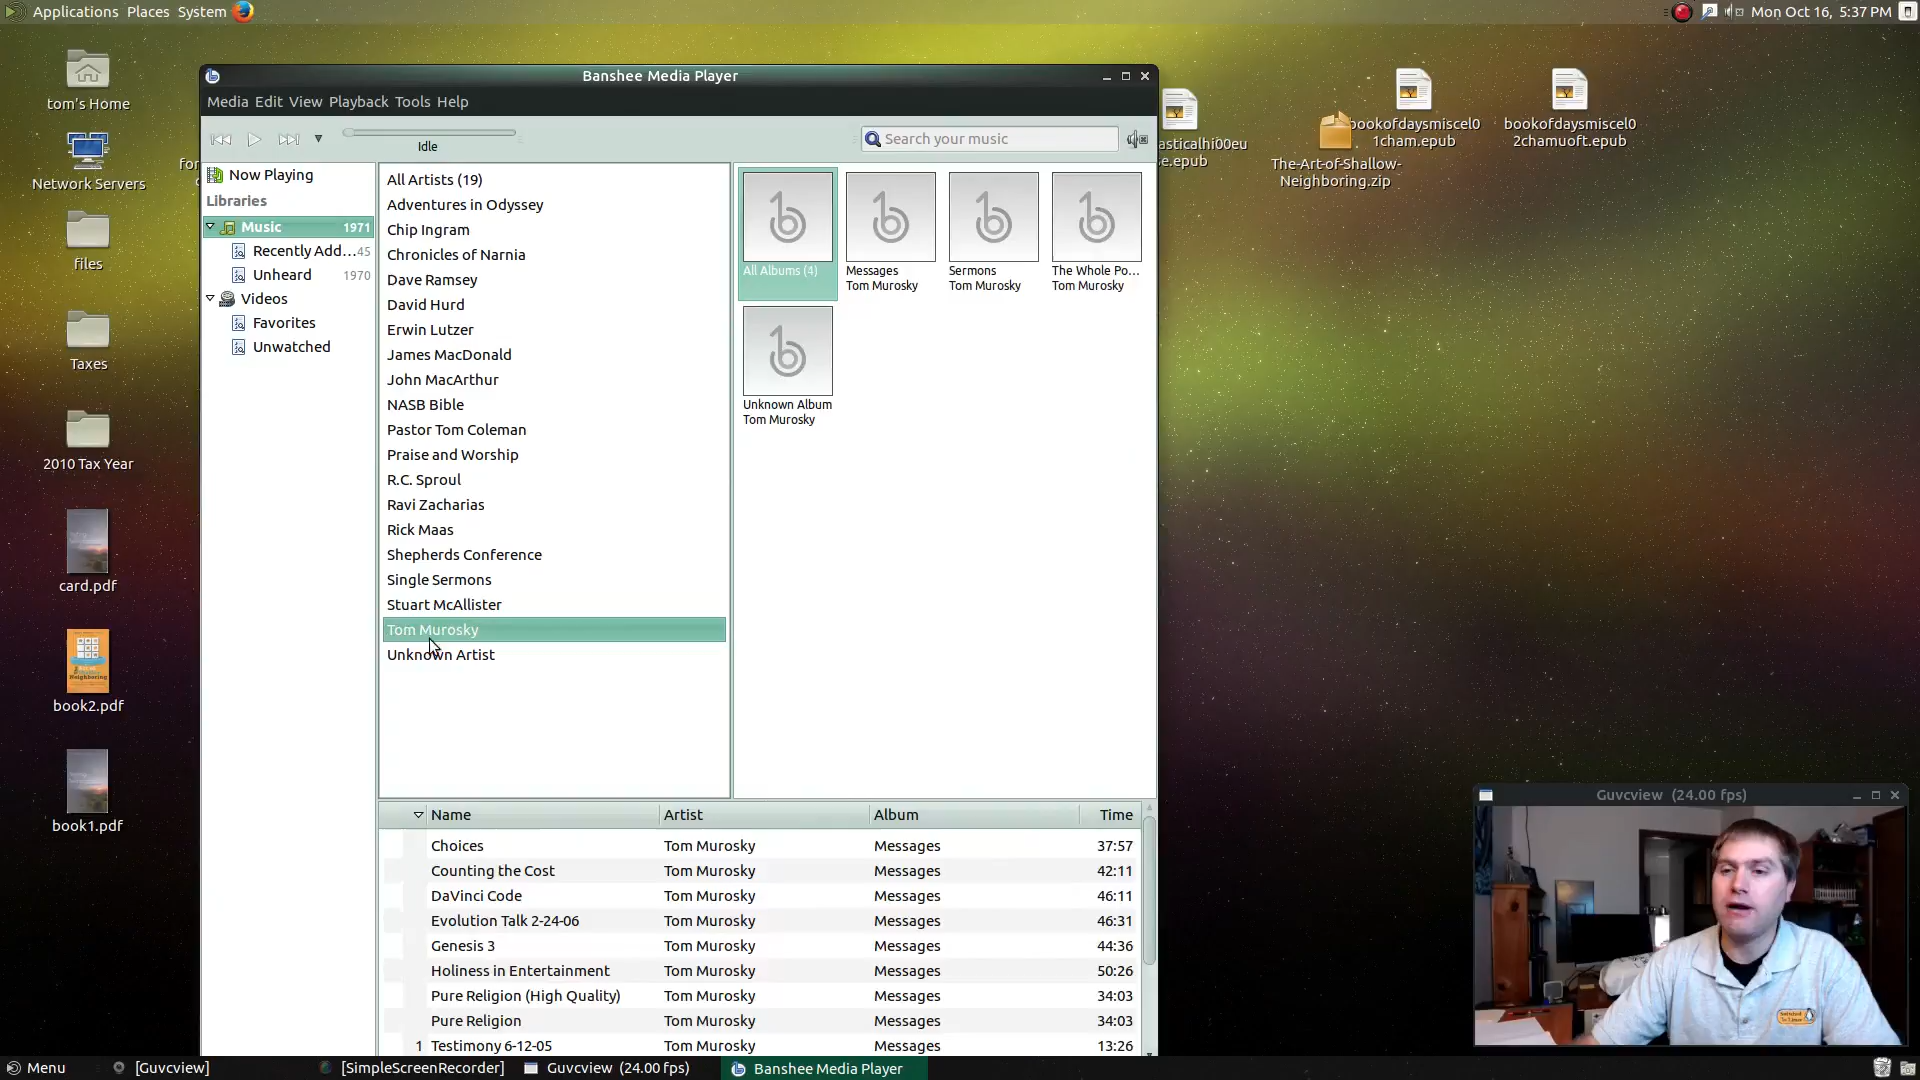 Applications Places System
Mon Oct 16, 5:37 PM
tom's Home
Network Servers
files
Taxes
2010 Tax Year
card.pdf
book2.pdf
book1.pdf
for
asticalhi00eu
e.epub
The-Art-of-Shallow-
Neighboring.zip
bookofdaysmiscel0
1cham.epub
bookofdaysmiscel0
2chamuoft.epub
Banshee Media Player
Media Edit View Playback Tools Help
Idle
Search your music
Now Playing
Libraries
Music 1971
Recently Add...45
Unheard 1970
Videos
Favorites
Unwatched
All Artists (19)
Adventures in Odyssey
Chip Ingram
Chronicles of Narnia
Dave Ramsey
David Hurd
Erwin Lutzer
James MacDonald
John MacArthur
NASB Bible
Pastor Tom Coleman
Praise and Worship
R.C. Sproul
Ravi Zacharias
Rick Maas
Shepherds Conference
Single Sermons
Stuart McAllister
Tom Murosky
Unknown Artist
All Albums (4)
Messages
Tom Murosky
Sermons
Tom Murosky
The Whole Po...
Tom Murosky
Unknown Album
Tom Murosky
Name Artist Album Time
Choices Tom Murosky Messages 37:57
Counting the Cost Tom Murosky Messages 42:11
DaVinci Code Tom Murosky Messages 46:11
Evolution Talk 2-24-06 Tom Murosky Messages 46:31
Genesis 3 Tom Murosky Messages 44:36
Holiness in Entertainment Tom Murosky Messages 50:26
Pure Religion (High Quality) Tom Murosky Messages 34:03
Pure Religion Tom Murosky Messages 34:03
1 Testimony 6-12-05 Tom Murosky Messages 13:26
Guvcview (24.00 fps)
Menu
[Guvcview]
[SimpleScreenRecorder]
Guvcview (24.00 fps)
Banshee Media Player